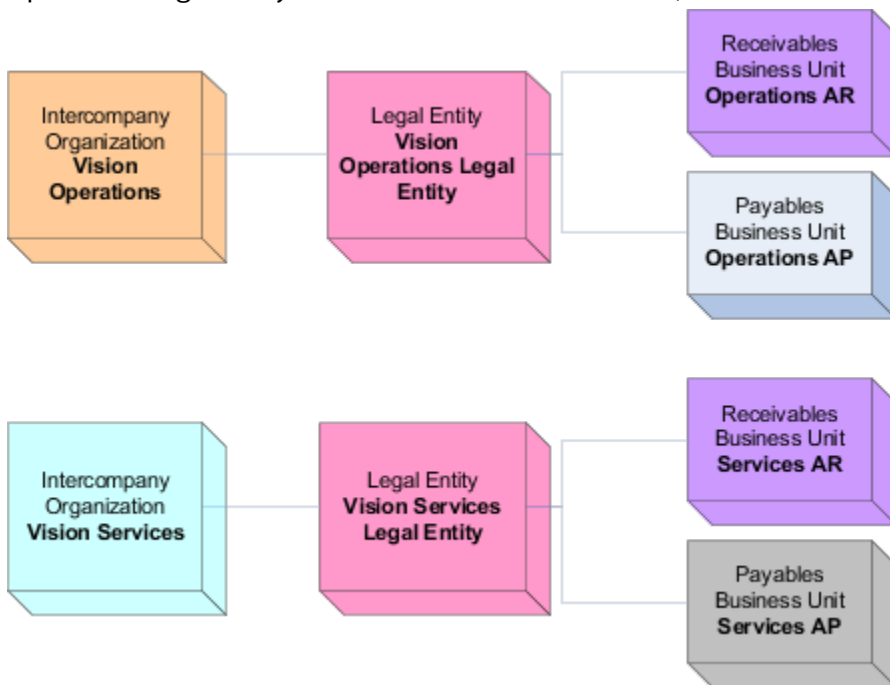 Intercompany
Organization
Vision
Operations
Legal Entity
Vision
Operations Legal
Entity
Receivables
Business Unit
Operations AR
Payables
Business Unit
Operations AP
Intercompany
Organization
Vision Services
Legal Entity
Vision Services
Legal Entity
Receivables
Business Unit
Services AR
Payables
Business Unit
Services AP